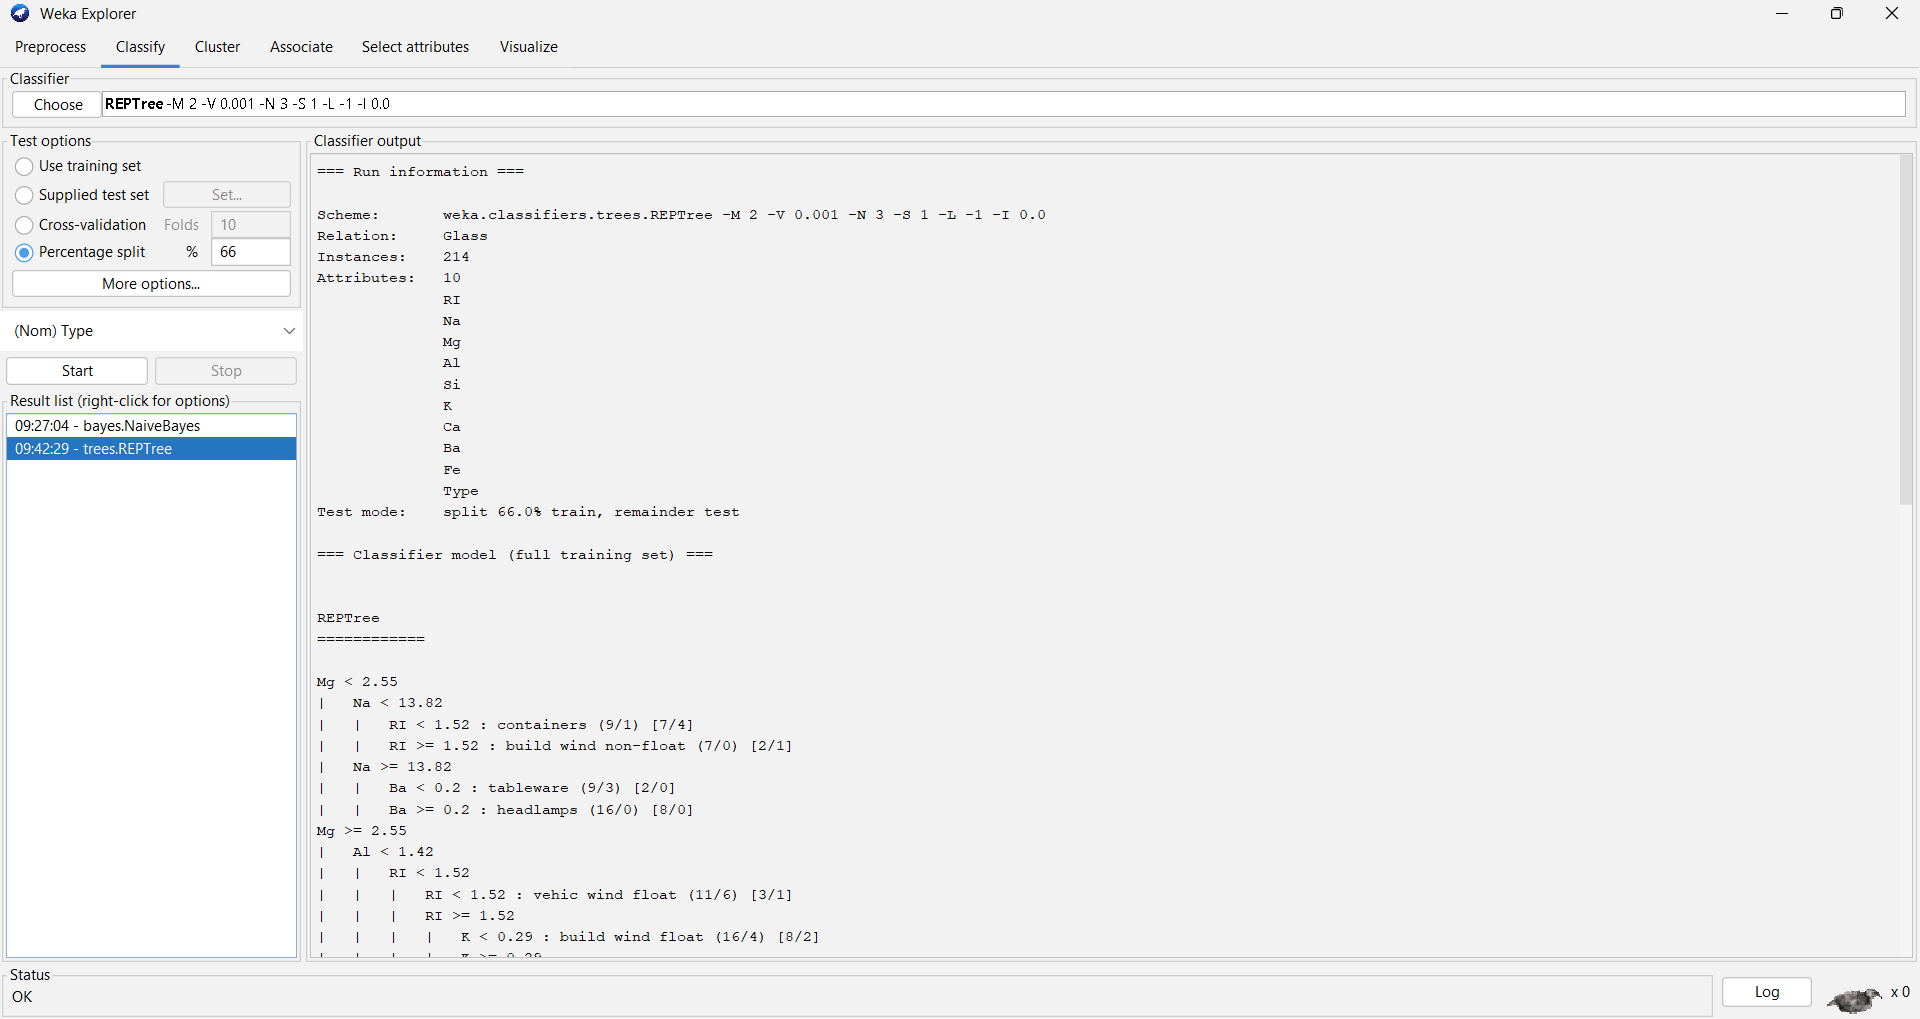 Weka Explorer
Preprocess Classify Cluster Associate Select attributes Visualize
Classifier
Choose REPTree -M 2 -V 0.001 -N 3 -S 1 -L -1 -I 0.0
Test options
Use training set
Supplied test set Set...
Cross-validation Folds 10
Percentage split % 66
More options...
(Nom) Type
Start Stop
Result list (right-click for options)
09:27:04 - bayes.NaiveBayes
09:42:29 - trees.REPTree
Classifier output
=== Run information ===
Scheme: weka.classifiers.trees.REPTree -M 2 -V 0.001 -N 3 -S 1 -L -1 -I 0.0
Relation: Glass
Instances: 214
Attributes: 10
RI
Na
Mg
Al
Si
K
Ca
Ba
Fe
Type
Test mode: split 66.0% train, remainder test
=== Classifier model (full training set) ===
REPTree
============
Mg < 2.55
| Na < 13.82
| | RI < 1.52 : containers (9/1) [7/4]
| | RI >= 1.52 : build wind non-float (7/0) [2/1]
| Na >= 13.82
| | Ba < 0.2 : tableware (9/3) [2/0]
| | Ba >= 0.2 : headlamps (16/0) [8/0]
Mg >= 2.55
| Al < 1.42
| | RI < 1.52
| | | RI < 1.52 : vehic wind float (11/6) [3/1]
| | | RI >= 1.52
| | | | K < 0.29 : build wind float (16/4) [8/2]
| | | | K >= 0.29
Status
OK
Log x 0